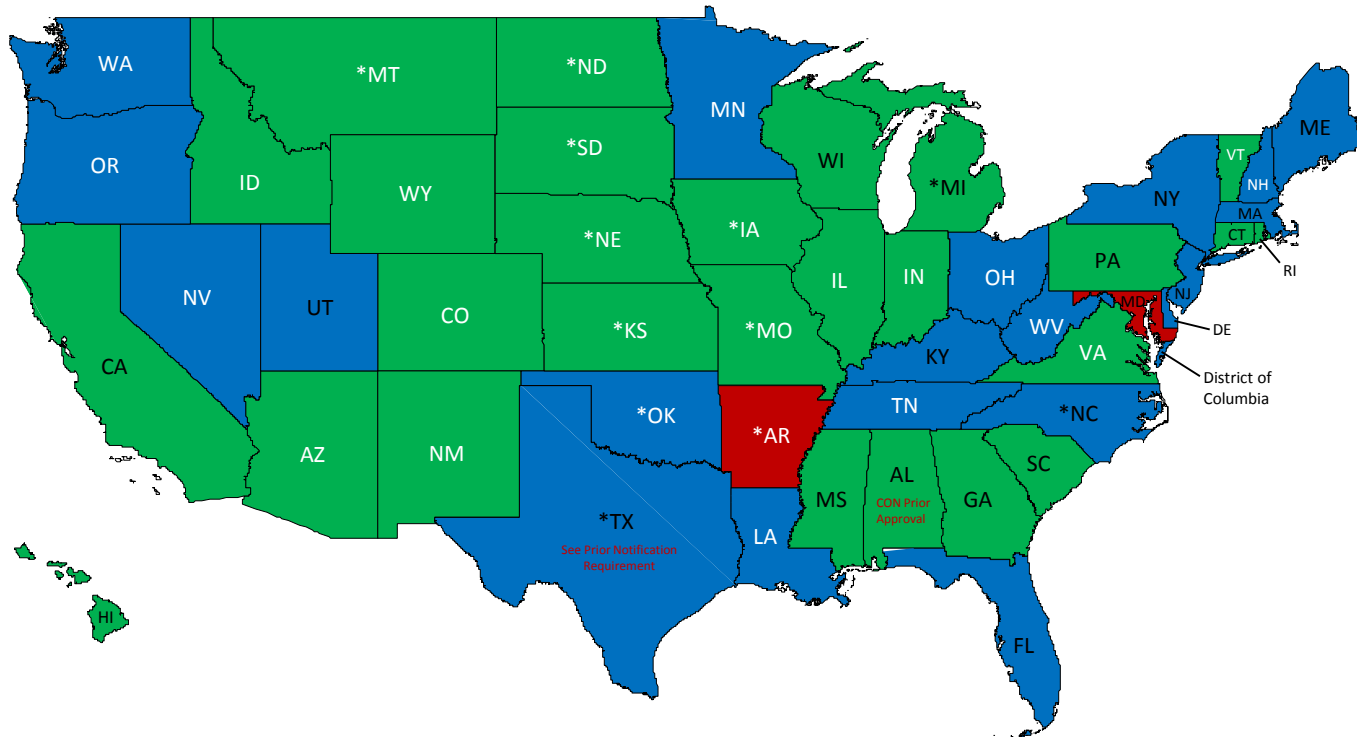 WA
*MT
*ND
MN
ME
OR
ID
*SD
WI
VT
NH
WY
*MI
NY
MA
*NE
*IA
CT
RI
PA
NV
UT
CO
IL
IN
OH
NJ
MD
*KS
*MO
WV
DE
CA
KY
VA
District of
Columbia
TN
*NC
*OK
*AR
AZ
NM
SC
MS
AL
GA
CON Prior
Approval
*TX
See Prior Notification
Requirement
LA
HI
FL